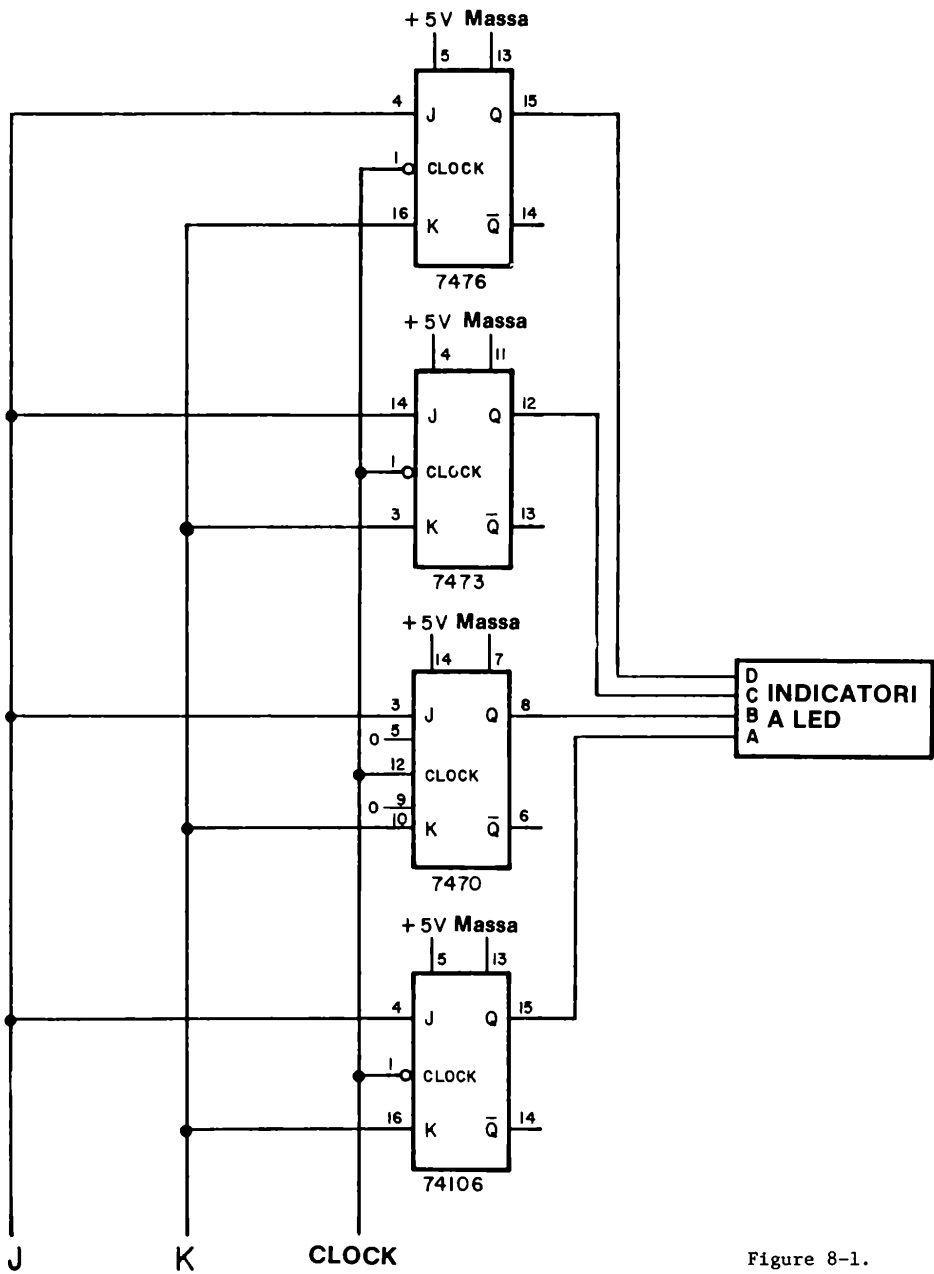 +5V Massa
5 13
4 J Q 15
1 CLOCK
16 K Q̅ 14
7476
+5V Massa
4 11
14 J Q 12
1 CLOCK
3 K Q̅ 13
7473
+5V Massa
14 7
3 J Q 8
0 5
12 CLOCK
0 9
10 K Q̅ 6
7470
D
C INDICATORI
B A LED
A
+5V Massa
5 13
4 J Q 15
1 CLOCK
16 K Q̅ 14
74106
J K CLOCK
Figure 8-1.